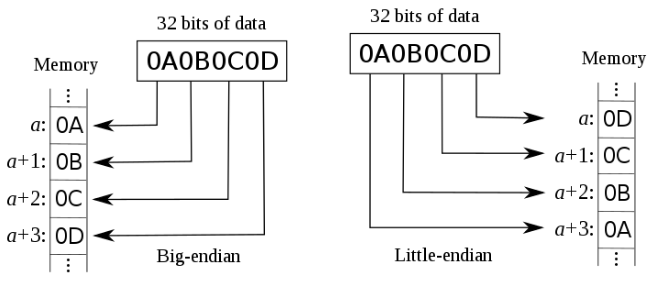 32 bits of data
0A0B0C0D
Memory
⋮
a: 0A
a+1: 0B
a+2: 0C
a+3: 0D
⋮
Big-endian
32 bits of data
0A0B0C0D
Memory
⋮
a: 0D
a+1: 0C
a+2: 0B
a+3: 0A
⋮
Little-endian